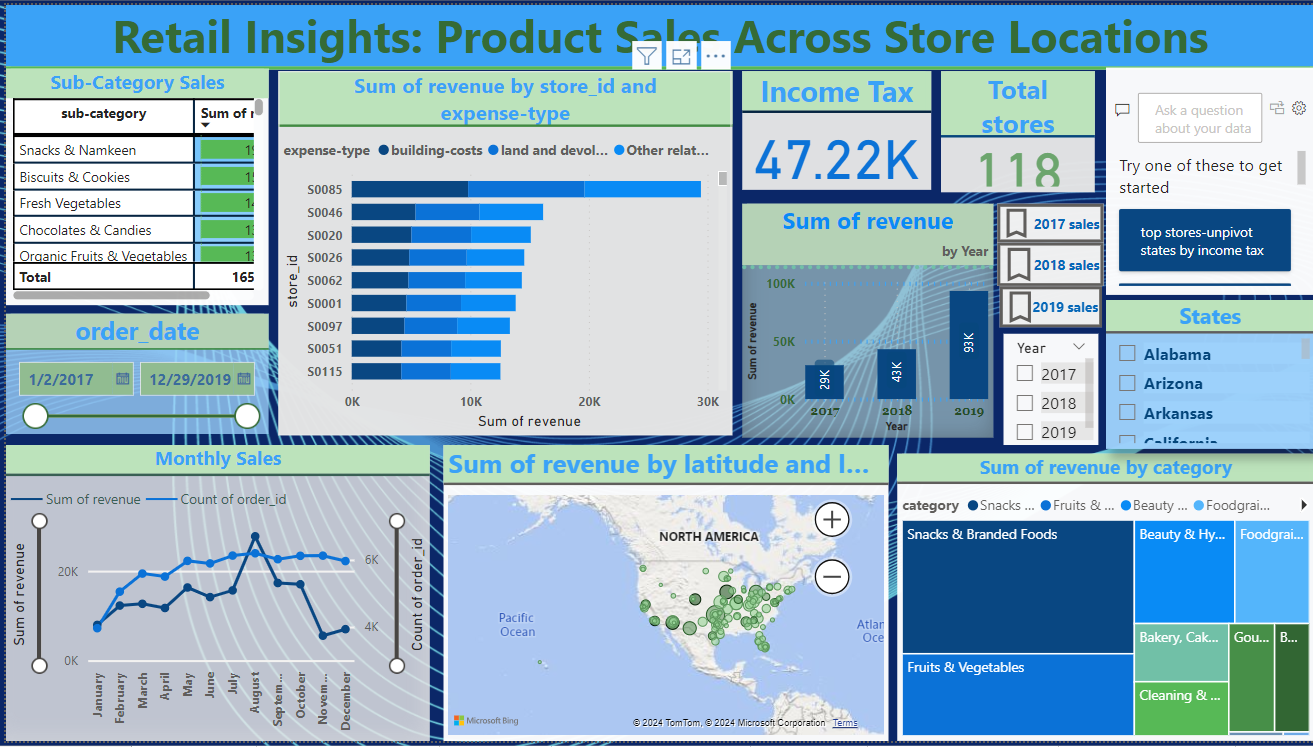 Retail Insights: Product Sales Across Store Locations
Sub-Category Sales
sub-category
Sum of r
Snacks & Namkeen
Biscuits & Cookies
Fresh Vegetables
Chocolates & Candies
Organic Fruits & Vegetables
Total
165
order_date
1/2/2017
12/29/2019
Sum of revenue by store_id and
expense-type
expense-type
building-costs
land and devol...
Other relat...
store_id
S0085
S0046
S0020
S0026
S0062
S0001
S0097
S0051
S0115
0K
10K
20K
30K
Sum of revenue
Income Tax
47.22K
Total
stores
118
Ask a question
about your data
Try one of these to get
started
top stores-unpivot
states by income tax
Sum of revenue
by Year
Sum of revenue
100K
50K
0K
29K
43K
93K
2017
2018
2019
Year
2017 sales
2018 sales
2019 sales
Year
2017
2018
2019
States
Alabama
Arizona
Arkansas
California
Monthly Sales
Sum of revenue
Count of order_id
Sum of revenue
20K
0K
6K
4K
Count of order_id
January
February
March
April
May
June
July
August
Septem...
October
Novem...
December
Sum of revenue by latitude and l...
NORTH AMERICA
Pacific
Ocean
Atlan
Oce
Microsoft Bing
© 2024 TomTom, © 2024 Microsoft Corporation Terms
Sum of revenue by category
category
Snacks ...
Fruits & ...
Beauty ...
Foodgrai...
Snacks & Branded Foods
Fruits & Vegetables
Beauty & Hy...
Foodgrai...
Bakery, Cak...
Cleaning & ...
Gou...
B...